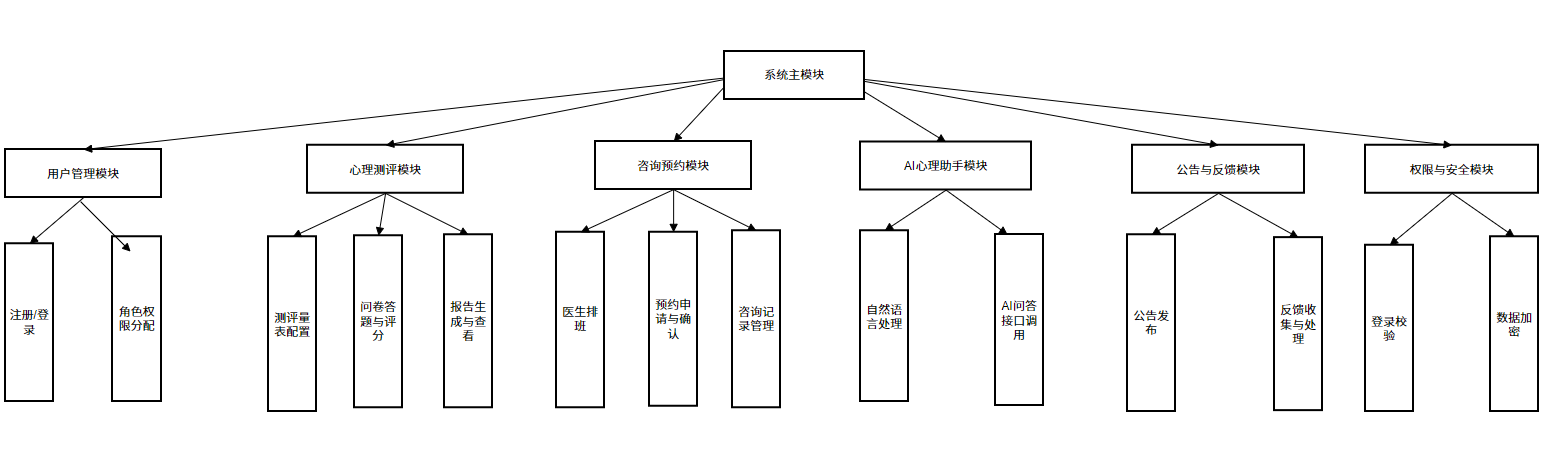 系统主模块
用户管理模块
心理测评模块
咨询预约模块
AI心理助手模块
公告与反馈模块
权限与安全模块
注册/登
录
角色权
限分配
测评量
表配置
问卷答
题与评
分
报告生
成与查
看
医生排
班
预约申
请与确
认
咨询记
录管理
自然语
言处理
AI问答
接口调
用
公告发
布
反馈收
集与处
理
登录校
验
数据加
密